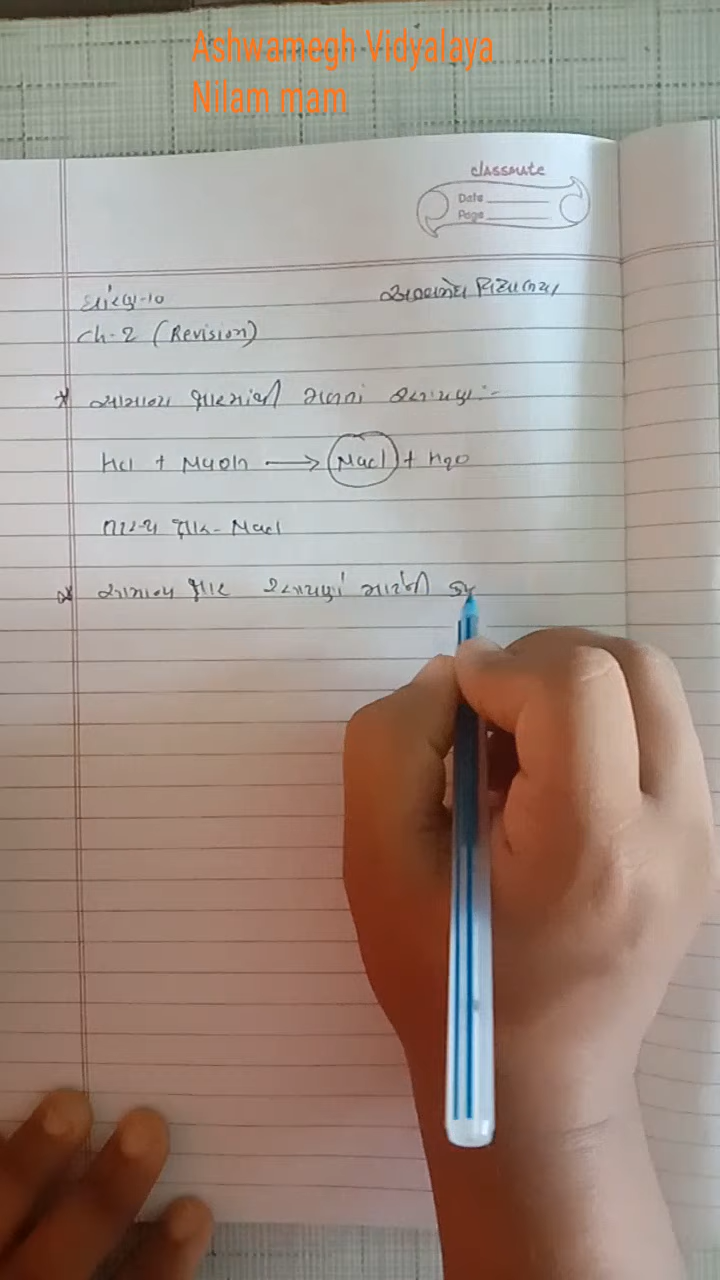 Ashwamegh Vidyalaya
Nilam mam
classmate
Date
Page
ધોરણ-10
અશ્વમેઘ વિદ્યાલય
Ch-2 (Revision)
* સામાન્ય ક્ષારમાંથી મળતાં રસાયણ :-
HCl + NaOH → NaCl + H2O
ક્ષાર - NaCl
* સામાન્ય ક્ષાર રસાયણાં માટેની